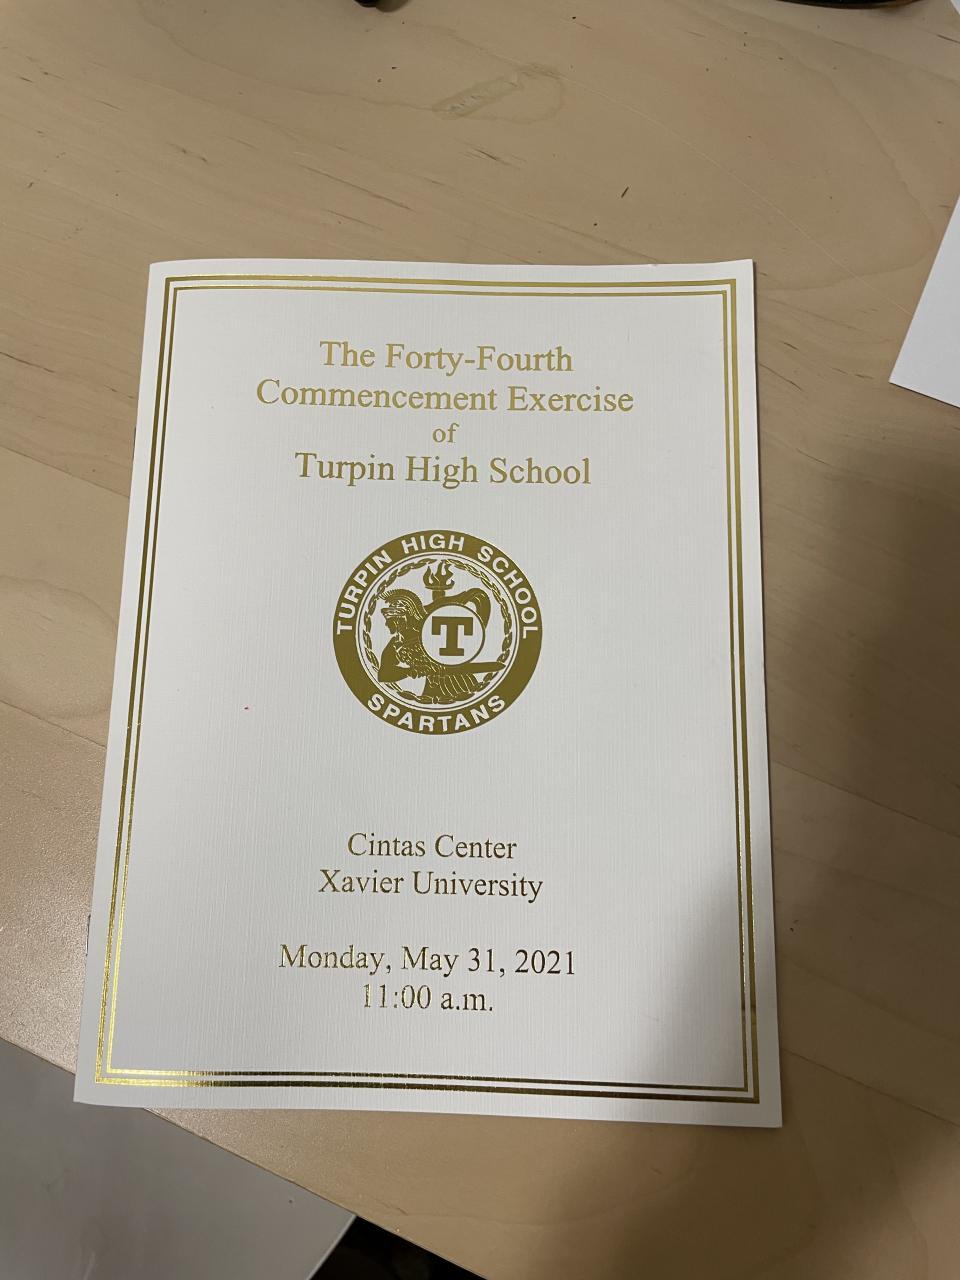 The Forty-Fourth
Commencement Exercise
of
Turpin High School
TURPIN HIGH SCHOOL
T
SPARTANS
Cintas Center
Xavier University
Monday, May 31, 2021
11:00 a.m.